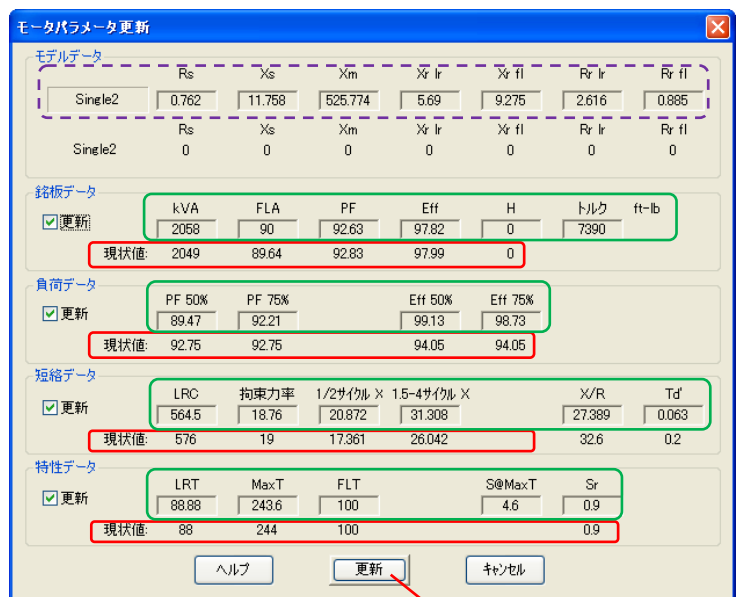 モータパラメータ更新
モデルデータ
Rs Xs Xm Xr lr Xr fl Rr lr Rr fl
Single2 0.762 11.758 525.774 5.69 9.275 2.616 0.885
Rs Xs Xm Xr lr Xr fl Rr lr Rr fl
Single2 0 0 0 0 0 0 0
銘板データ
kVA FLA PF Eff H トルク ft-lb
更新 2058 90 92.63 97.82 0 7390
現状値: 2049 89.64 92.83 97.99 0
負荷データ
PF 50% PF 75% Eff 50% Eff 75%
更新 89.47 92.21 99.13 98.73
現状値: 92.75 92.75 94.05 94.05
短絡データ
LRC 拘束力率 1/2サイクル X 1.5-4サイクル X X/R Td'
更新 564.5 18.76 20.872 31.308 27.389 0.063
現状値: 576 19 17.361 26.042 32.6 0.2
特性データ
LRT MaxT FLT S@MaxT Sr
更新 88.88 243.6 100 4.6 0.9
現状値: 88 244 100 0.9
ヘルプ 更新 キャンセル